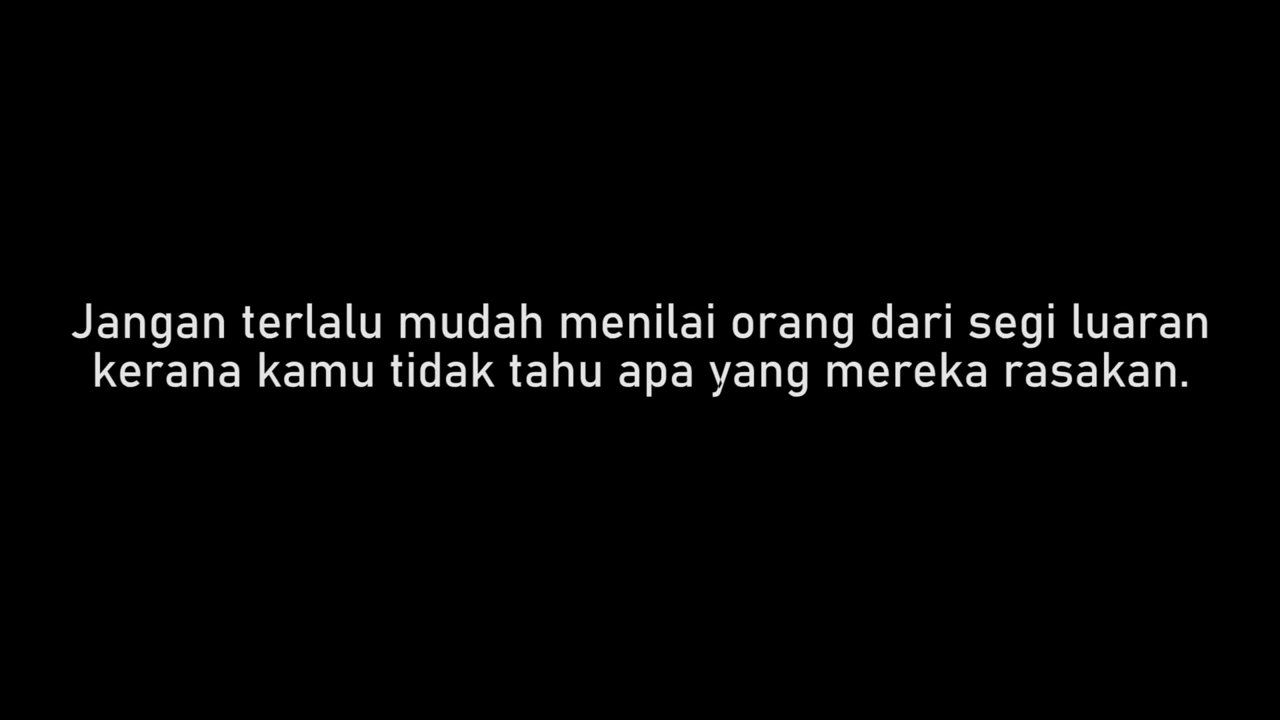 Jangan terlalu mudah menilai orang dari segi luaran
kerana kamu tidak tahu apa yang mereka rasakan.